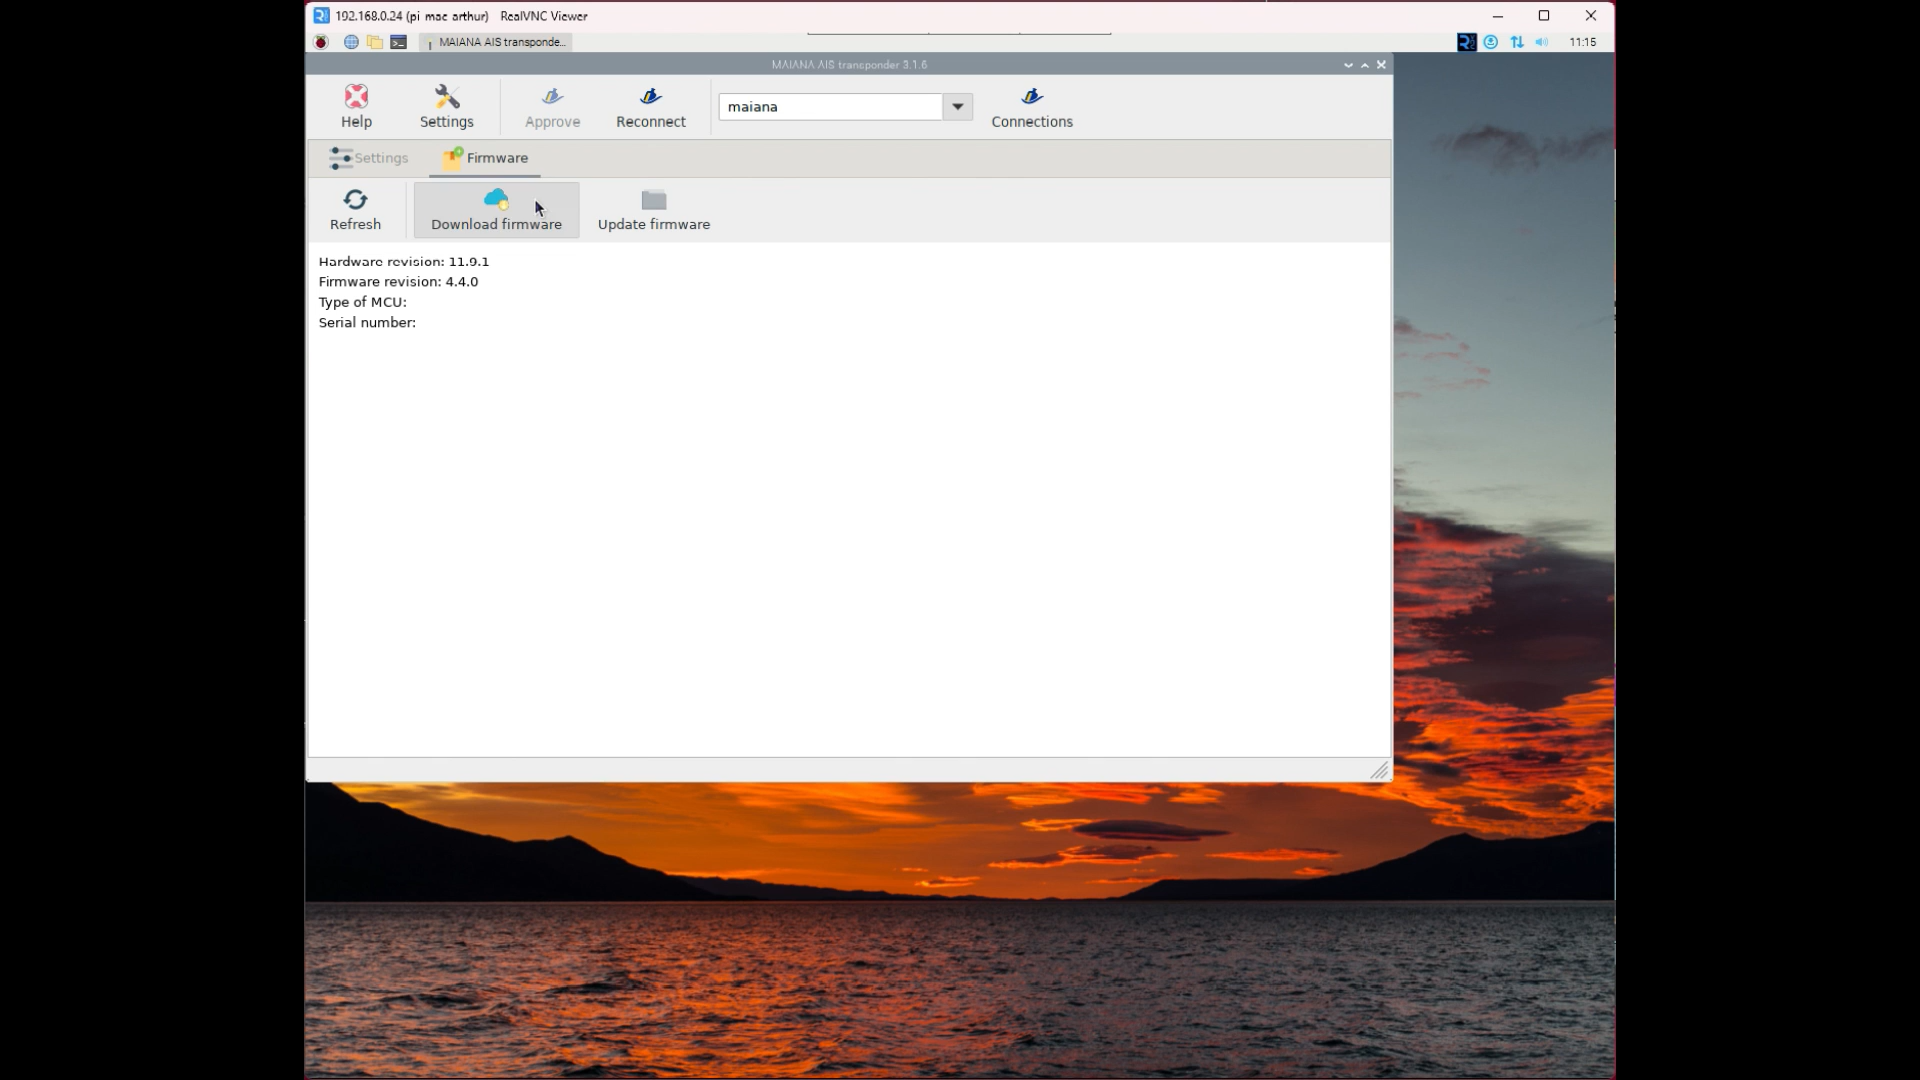 192.168.0.24 (pi mac arthur) RealVNC Viewer
MAIANA AIS transponde...
11:15
MAIANA AIS transponder 3.1.6
Help
Settings
Approve
Reconnect
maiana
Connections
Settings
Firmware
Refresh
Download firmware
Update firmware
Hardware revision: 11.9.1
Firmware revision: 4.4.0
Type of MCU:
Serial number: